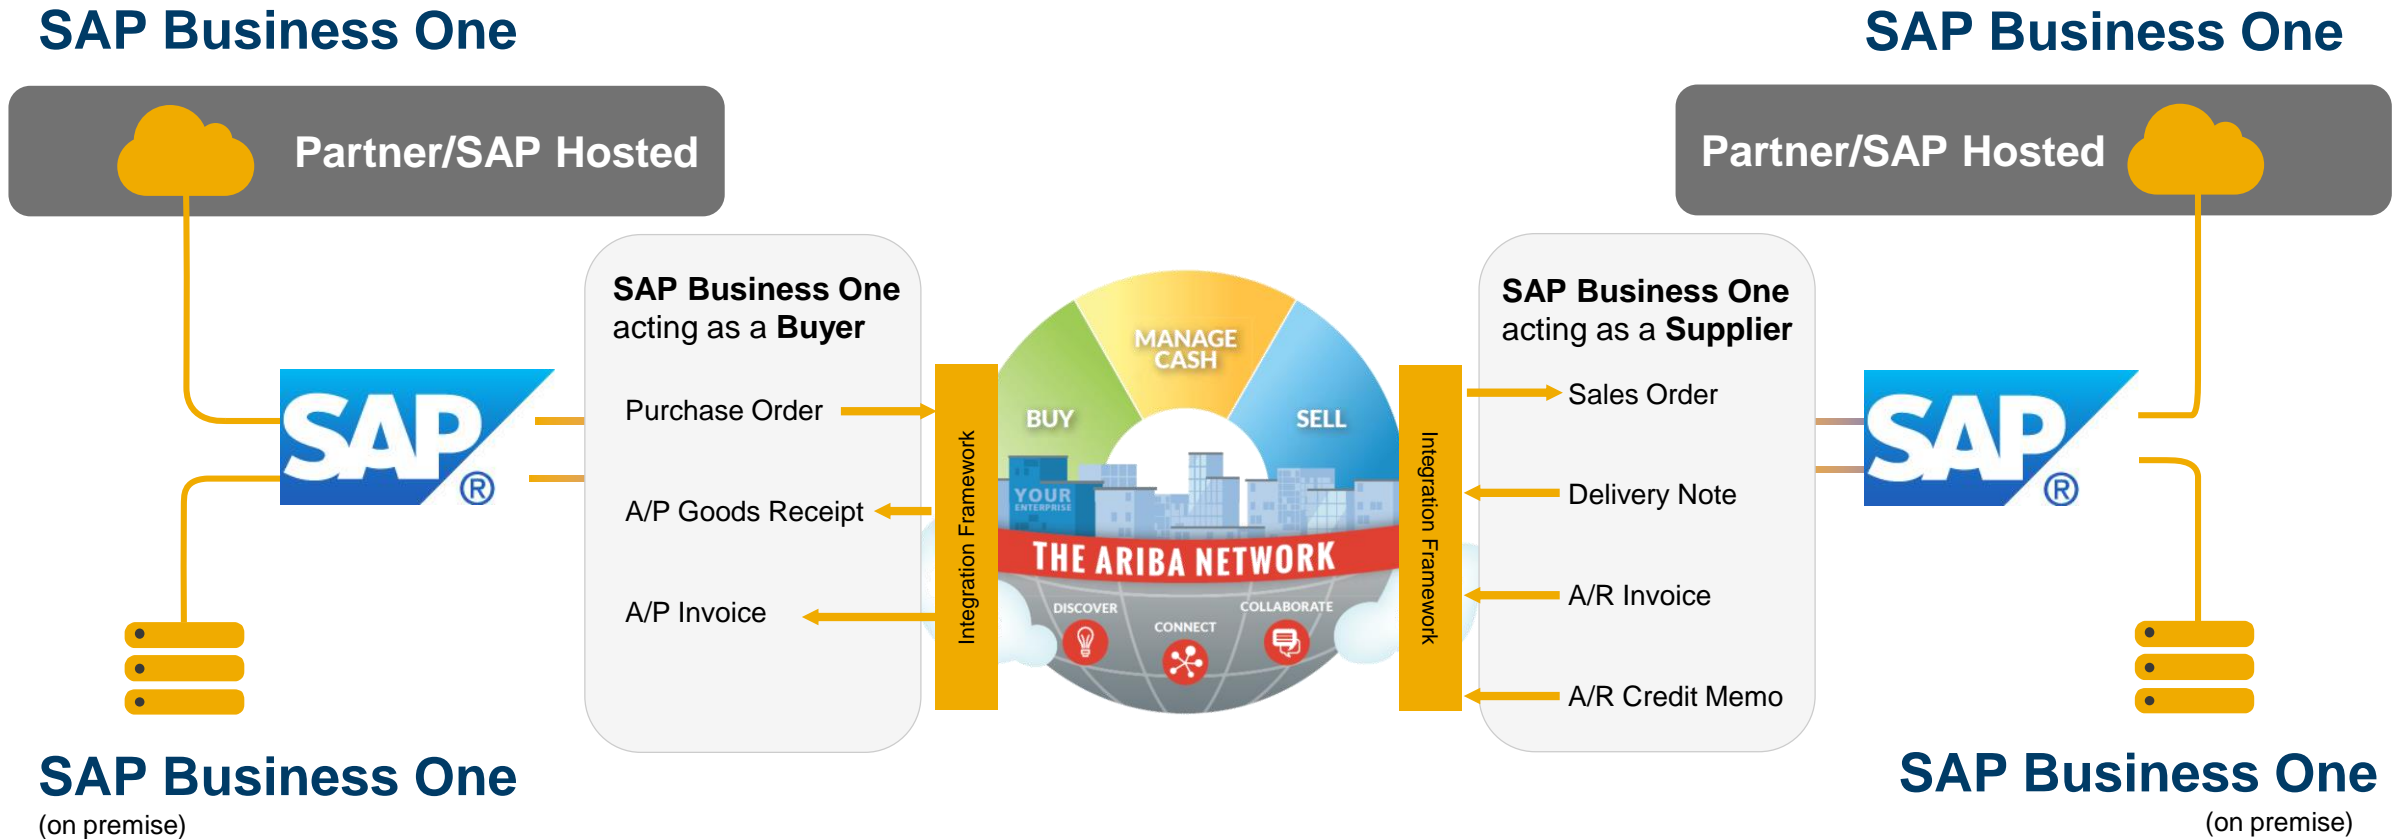 SAP Business One
SAP Business One
Partner/SAP Hosted
Partner/SAP Hosted
SAP Business One
acting as a Buyer
Purchase Order
A/P Goods Receipt
A/P Invoice
SAP®
Integration Framework
MANAGE
CASH
BUY
SELL
YOUR
ENTERPRISE
THE ARIBA NETWORK
DISCOVER
CONNECT
COLLABORATE
Integration Framework
SAP Business One
acting as a Supplier
Sales Order
Delivery Note
A/R Invoice
A/R Credit Memo
SAP®
SAP Business One
(on premise)
SAP Business One
(on premise)